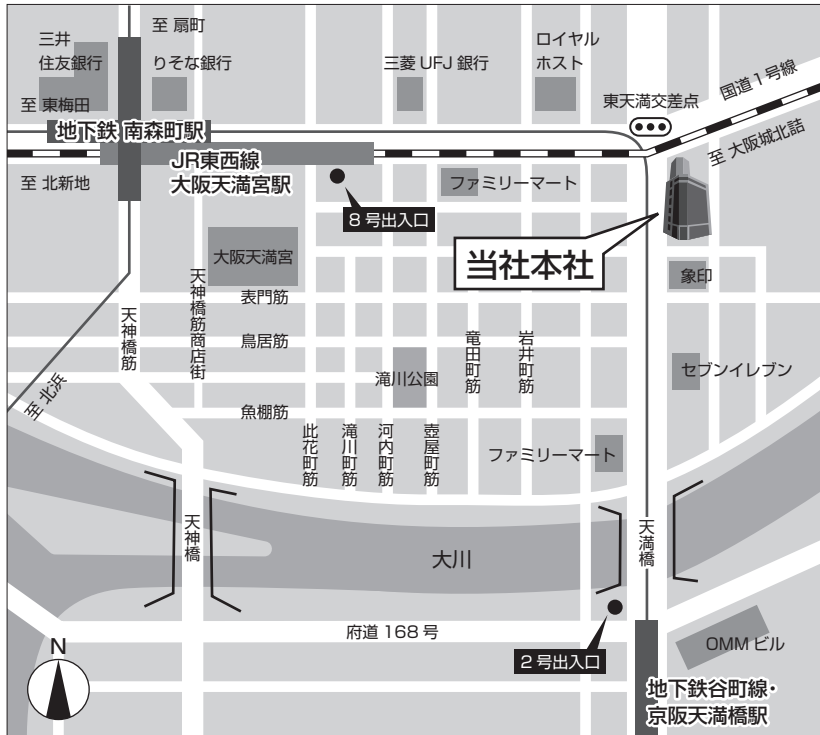 至 扇町
三井
住友銀行
りそな銀行
三菱 UFJ 銀行
ロイヤル
ホスト
国道1号線
至 東梅田
東天満交差点
地下鉄 南森町駅
至 大阪城北詰
JR東西線
大阪天満宮駅
至 北新地
ファミリーマート
8 号出入口
当社本社
大阪天満宮
象印
天神橋筋商店街
表門筋
天神橋筋
鳥居筋
竜田町筋
岩井町筋
滝川公園
セブンイレブン
至 北浜
魚棚筋
此花町筋
滝川町筋
河内町筋
壺屋町筋
ファミリーマート
天神橋
天満橋
大川
府道 168 号
N
2 号出入口
OMM ビル
地下鉄谷町線・
京阪天満橋駅